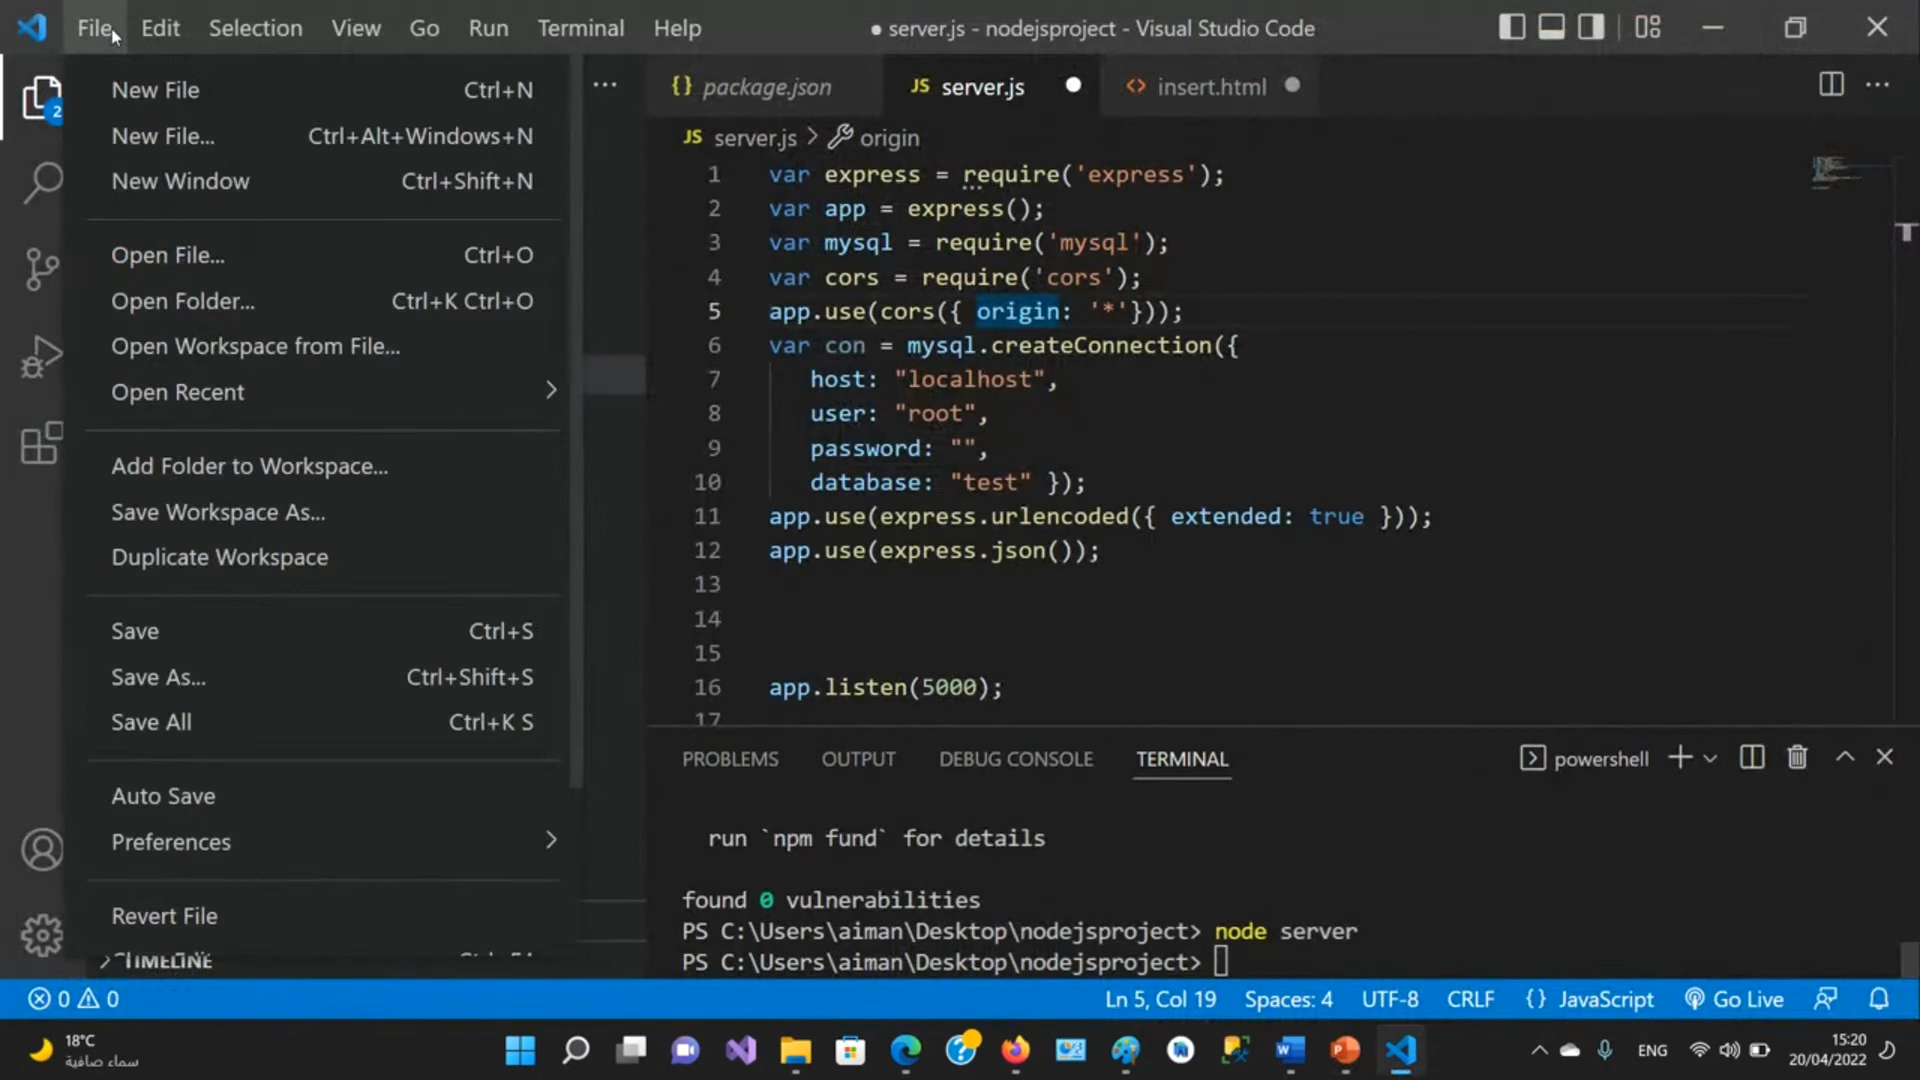 File Edit Selection View Go Run Terminal Help
● server.js - nodejsproject - Visual Studio Code
New File Ctrl+N
New File... Ctrl+Alt+Windows+N
New Window Ctrl+Shift+N
Open File... Ctrl+O
Open Folder... Ctrl+K Ctrl+O
Open Workspace from File...
Open Recent
Add Folder to Workspace...
Save Workspace As...
Duplicate Workspace
Save Ctrl+S
Save As... Ctrl+Shift+S
Save All Ctrl+K S
Auto Save
Preferences
Revert File
TIMELINE
2
{} package.json JS server.js <> insert.html
JS server.js > origin
1 var express = require('express');
2 var app = express();
3 var mysql = require('mysql');
4 var cors = require('cors');
5 app.use(cors({ origin: '*'}));
6 var con = mysql.createConnection({
7 host: "localhost",
8 user: "root",
9 password: "",
10 database: "test" });
11 app.use(express.urlencoded({ extended: true }));
12 app.use(express.json());
13
14
15
16 app.listen(5000);
17
PROBLEMS OUTPUT DEBUG CONSOLE TERMINAL powershell
run `npm fund` for details
found 0 vulnerabilities
PS C:\Users\aiman\Desktop\nodejsproject> node server
PS C:\Users\aiman\Desktop\nodejsproject>
0 0 Ln 5, Col 19 Spaces: 4 UTF-8 CRLF {} JavaScript Go Live
18°C
سماء صافية
ENG
15:20
20/04/2022